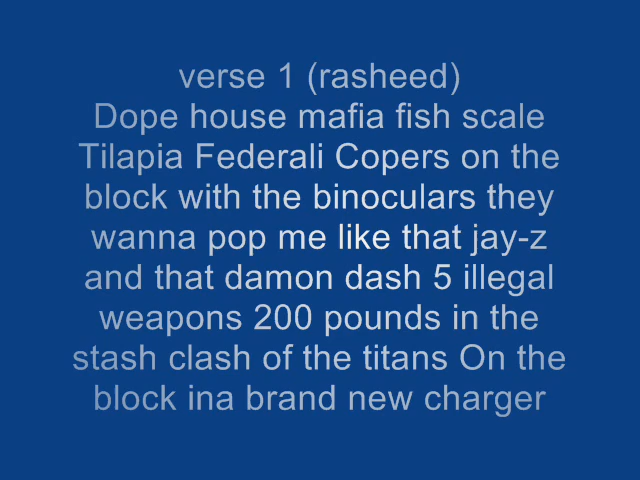 verse 1 (rasheed)
Dope house mafia fish scale
Tilapia Federali Copers on the
block with the binoculars they
wanna pop me like that jay-z
and that damon dash 5 illegal
weapons 200 pounds in the
stash clash of the titans On the
block ina brand new charger